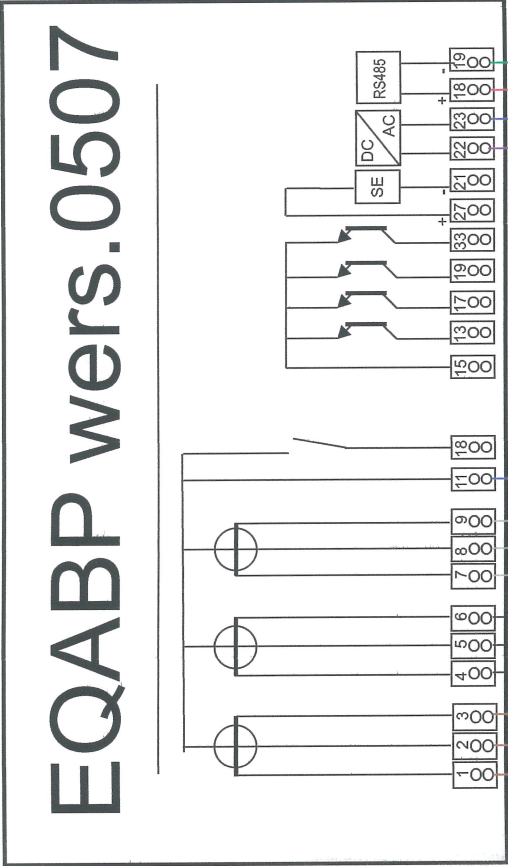 EQABP wers.0507
1 2 3 4 5 6 7 8 9 11 18 15 13 17 19 33 27 21 22 23 18 19
+ - + -
SE
DC AC
RS485